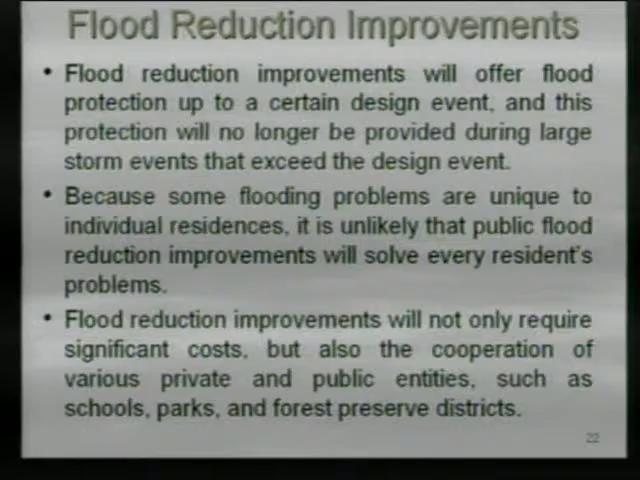 Flood Reduction Improvements
• Flood reduction improvements will offer flood
protection up to a certain design event, and this
protection will no longer be provided during large
storm events that exceed the design event.
• Because some flooding problems are unique to
individual residences, it is unlikely that public flood
reduction improvements will solve every resident's
problems.
• Flood reduction improvements will not only require
significant costs, but also the cooperation of
various private and public entities, such as
schools, parks, and forest preserve districts.
22